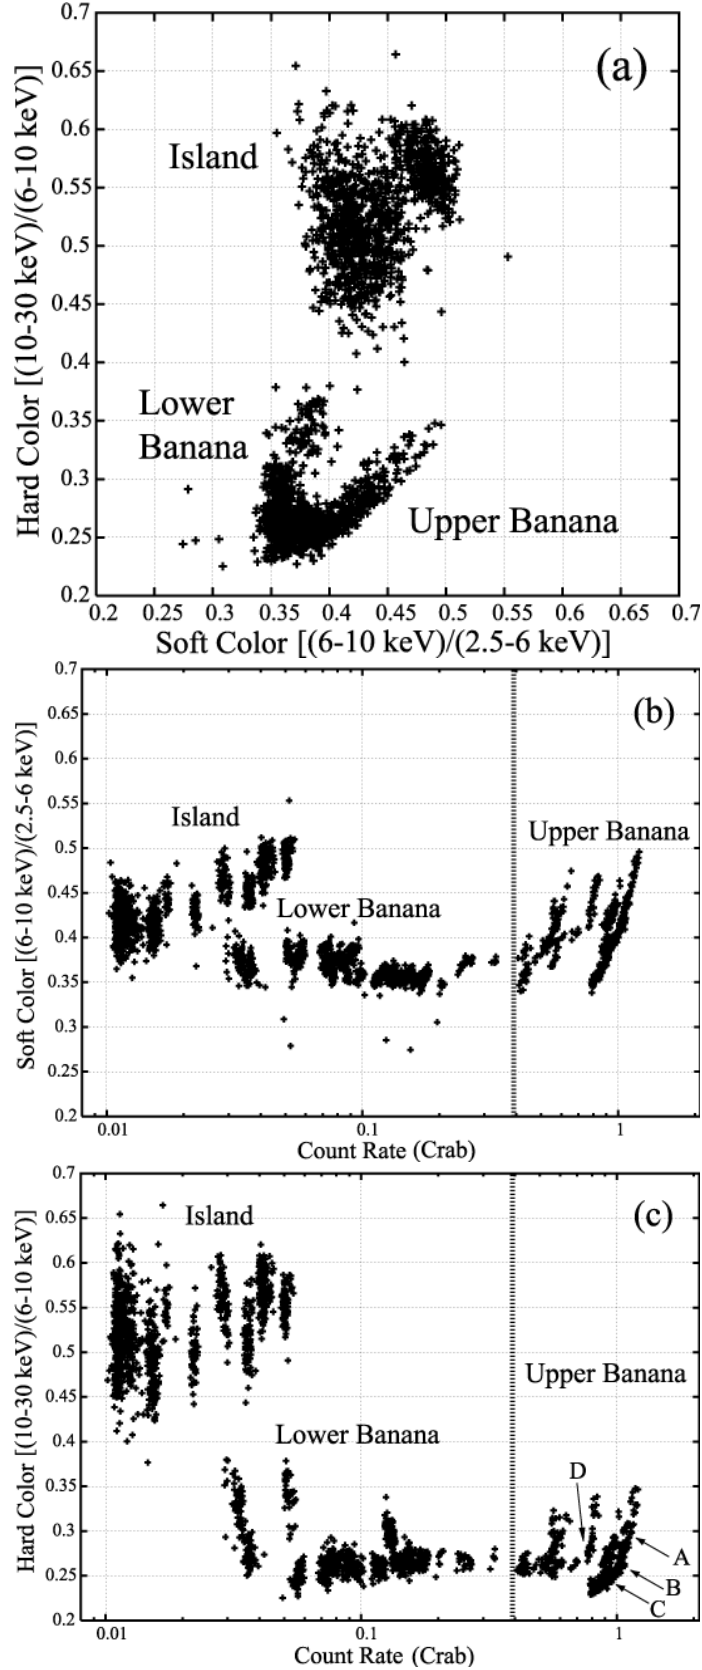 (a)
Hard Color [(10-30 keV)/(6-10 keV)]
0.7
0.65
0.6
0.55
0.5
0.45
0.4
0.35
0.3
0.25
0.2
Island
Lower
Banana
Upper Banana
0.2 0.25 0.3 0.35 0.4 0.45 0.5 0.55 0.6 0.65 0.7
Soft Color [(6-10 keV)/(2.5-6 keV)]
(b)
Soft Color [(6-10 keV)/(2.5-6 keV)]
0.7
0.65
0.6
0.55
0.5
0.45
0.4
0.35
0.3
0.25
0.2
Island
Upper Banana
Lower Banana
0.01 0.1 1
Count Rate (Crab)
(c)
Hard Color [(10-30 keV)/(6-10 keV)]
0.7
0.65
0.6
0.55
0.5
0.45
0.4
0.35
0.3
0.25
0.2
Island
Upper Banana
Lower Banana
D
A
B
C
0.01 0.1 1
Count Rate (Crab)